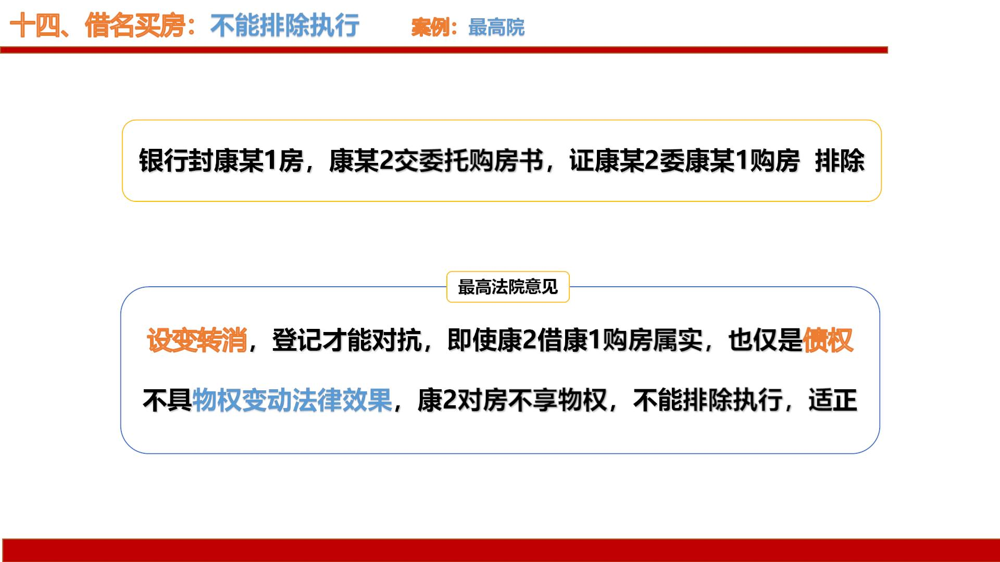 十四、借名买房：不能排除执行 案例：最高院
银行封康某1房，康某2交委托购房书，证康某2委康某1购房 排除
最高法院意见
设变转消，登记才能对抗，即使康2借康1购房属实，也仅是债权
不具物权变动法律效果，康2对房不享物权，不能排除执行，适正